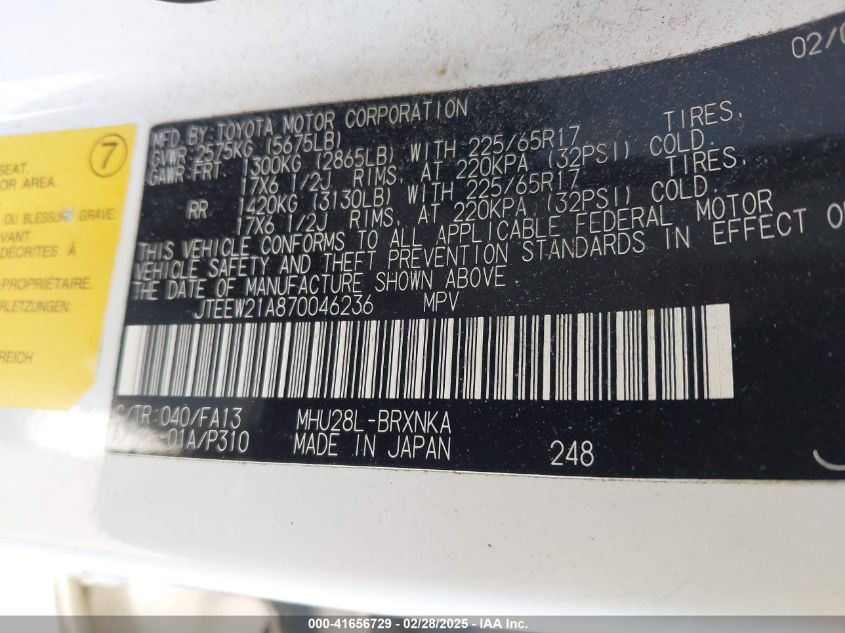 02/0
MFD.BY:TOYOTA MOTOR CORPORATION
GVWR 2575KG (5675LB)
GAWR:FRT: 1300KG (2865LB) WITH 225/65R17 TIRES,
17X6 1/2J RIMS, AT 220KPA (32PSI) COLD.
RR 1420KG (3130LB) WITH 225/65R17 TIRES,
17X6 1/2J RIMS, AT 220KPA (32PSI) COLD.
THIS VEHICLE CONFORMS TO ALL APPLICABLE FEDERAL MOTOR
VEHICLE SAFETY AND THEFT PREVENTION STANDARDS IN EFFECT O
THE DATE OF MANUFACTURE SHOWN ABOVE.
JTEEW21A870046236 MPV
C/TR:040/FA13 MHU28L-BRXNKA
-01A/P310 MADE IN JAPAN 248
7
SEAT.
OR AREA.
OU BLESSURE GRAVE:
AVANT.
DÉCRITES À
PROPRIÉTAIRE.
RLETZUNGEN:
REICH
000-41656729 - 02/28/2025 - IAA Inc.